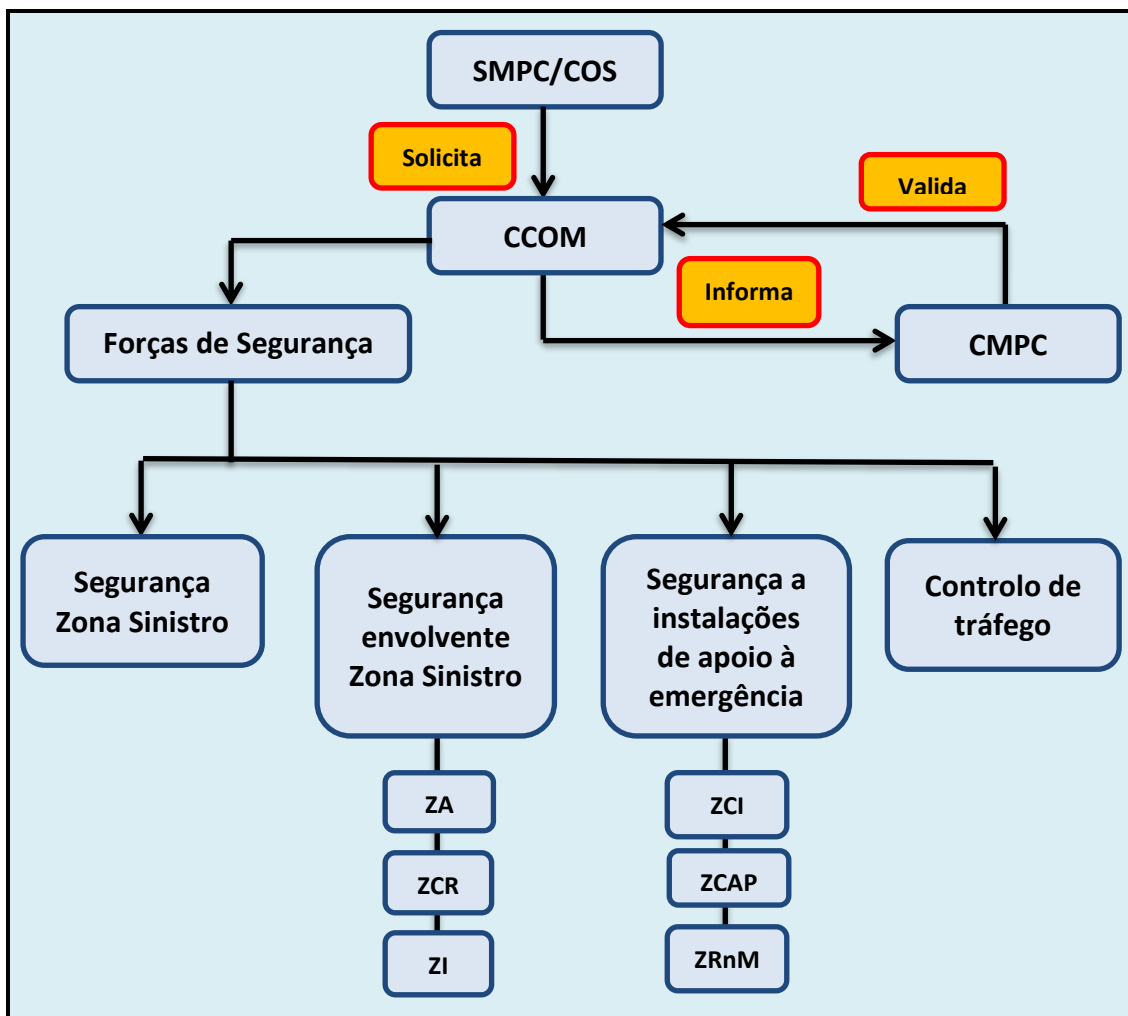 SMPC/COS
Solicita
Valida
CCOM
Informa
Forças de Segurança
CMPC
Segurança
Zona Sinistro
Segurança
envolvente
Zona Sinistro
Segurança a
instalações
de apoio à
emergência
Controlo de
tráfego
ZA
ZCR
ZI
ZCI
ZCAP
ZRnM